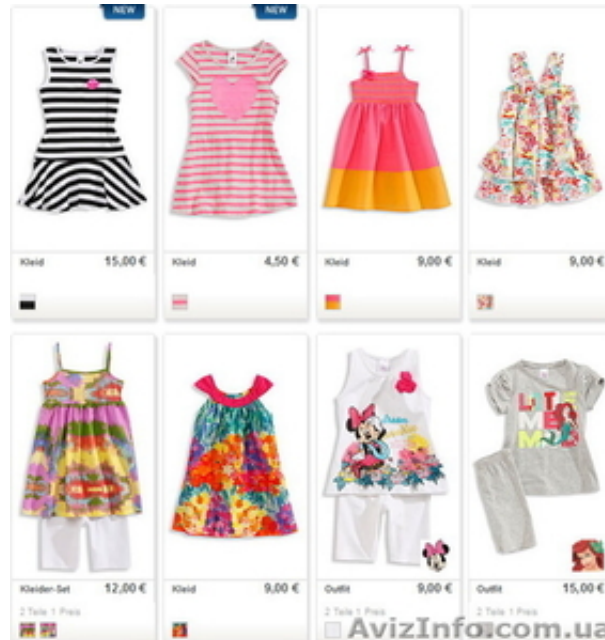 NEW
NEW
Kleid 15,00 €
Kleid 4,50 €
Kleid 9,00 €
Kleid 9,00 €
Kleider-Set 12,00 €
2 Teile 1 Preis
Kleid 9,00 €
Outfit 9,00 €
2 Teile 1 Preis
Outfit 15,00 €
2 Teile 1 Preis
AvizInfo.com.ua